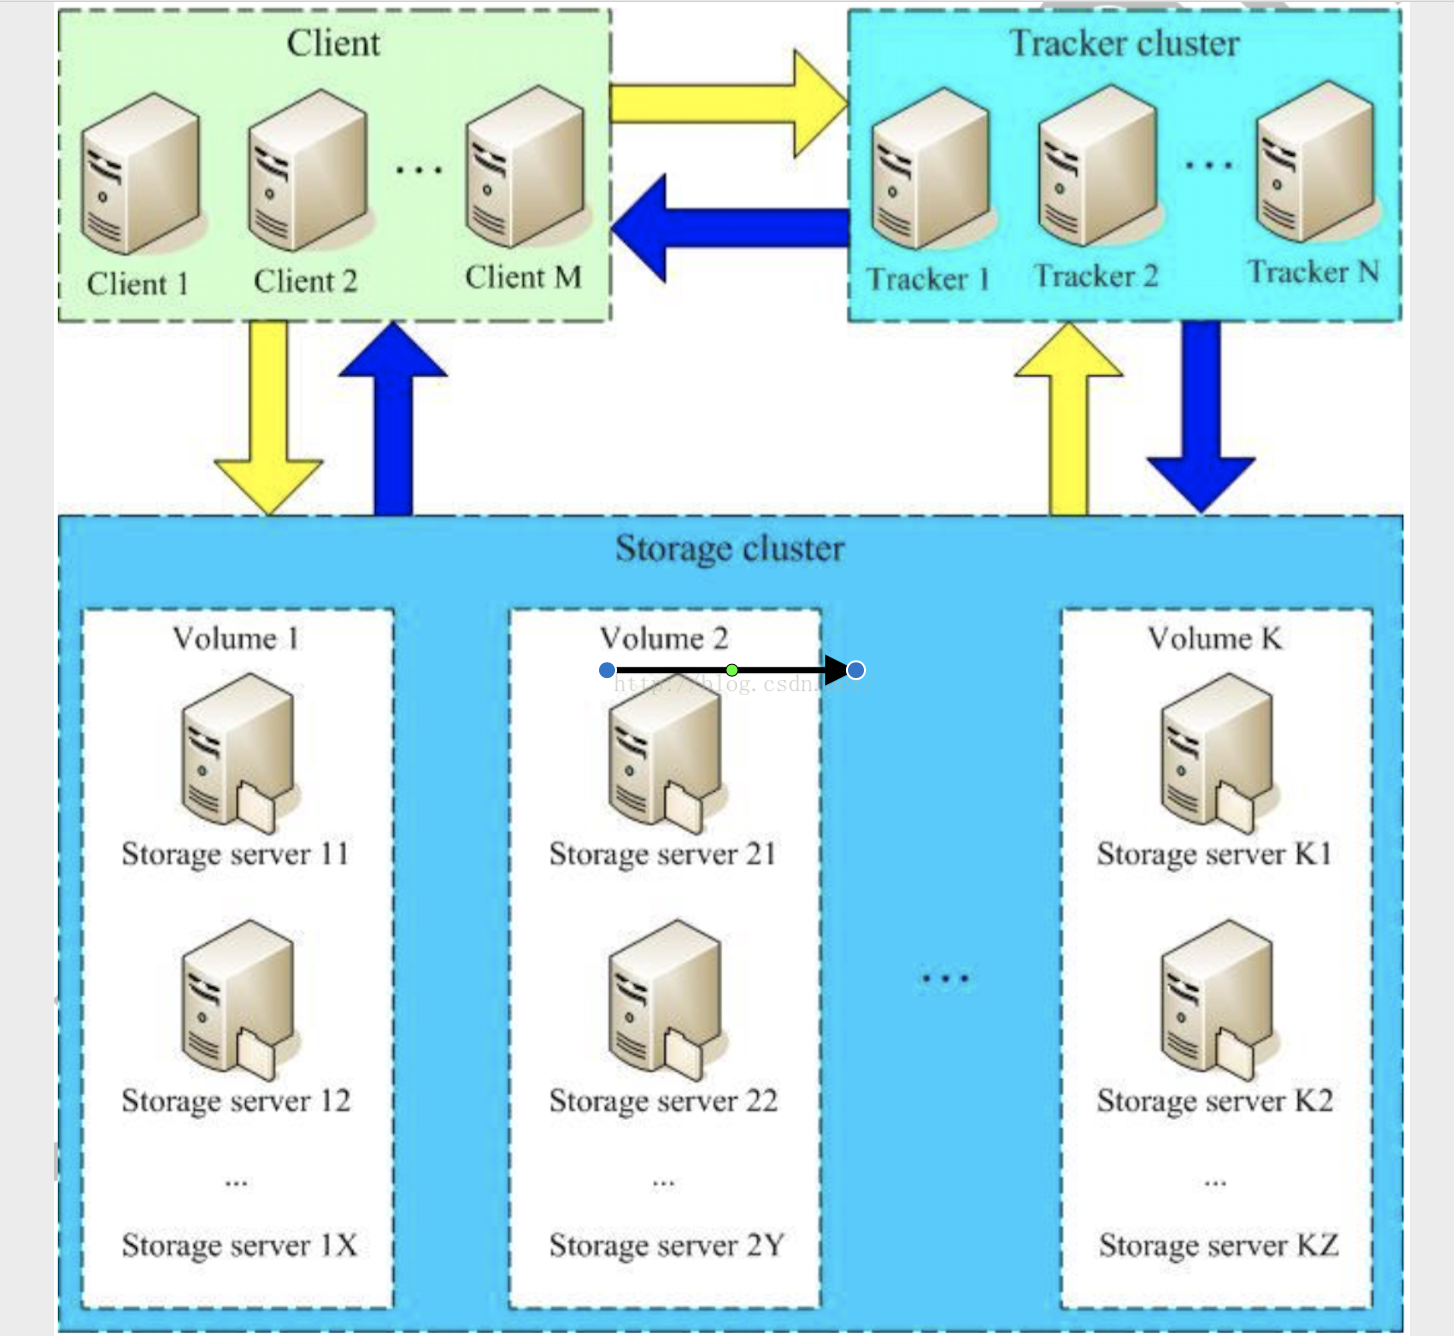 Client
Tracker cluster
...
...
Client 1
Client 2
Client M
Tracker 1
Tracker 2
Tracker N
Storage cluster
Volume 1
Volume 2
Volume K
http://blog.csdn.
Storage server 11
Storage server 21
Storage server K1
...
Storage server 12
Storage server 22
Storage server K2
...
...
...
Storage server 1X
Storage server 2Y
Storage server KZ